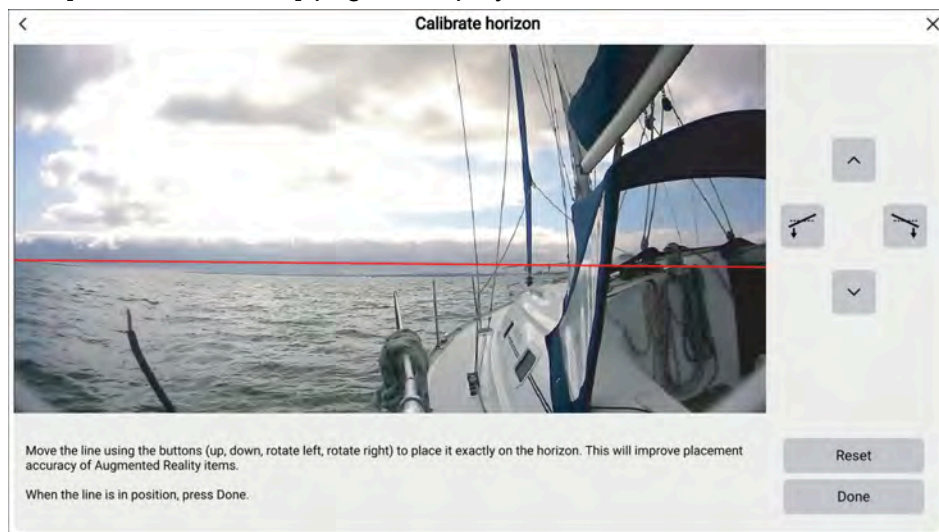 Calibrate horizon
Move the line using the buttons (up, down, rotate left, rotate right) to place it exactly on the horizon. This will improve placement
accuracy of Augmented Reality items.
When the line is in position, press Done.
Reset
Done